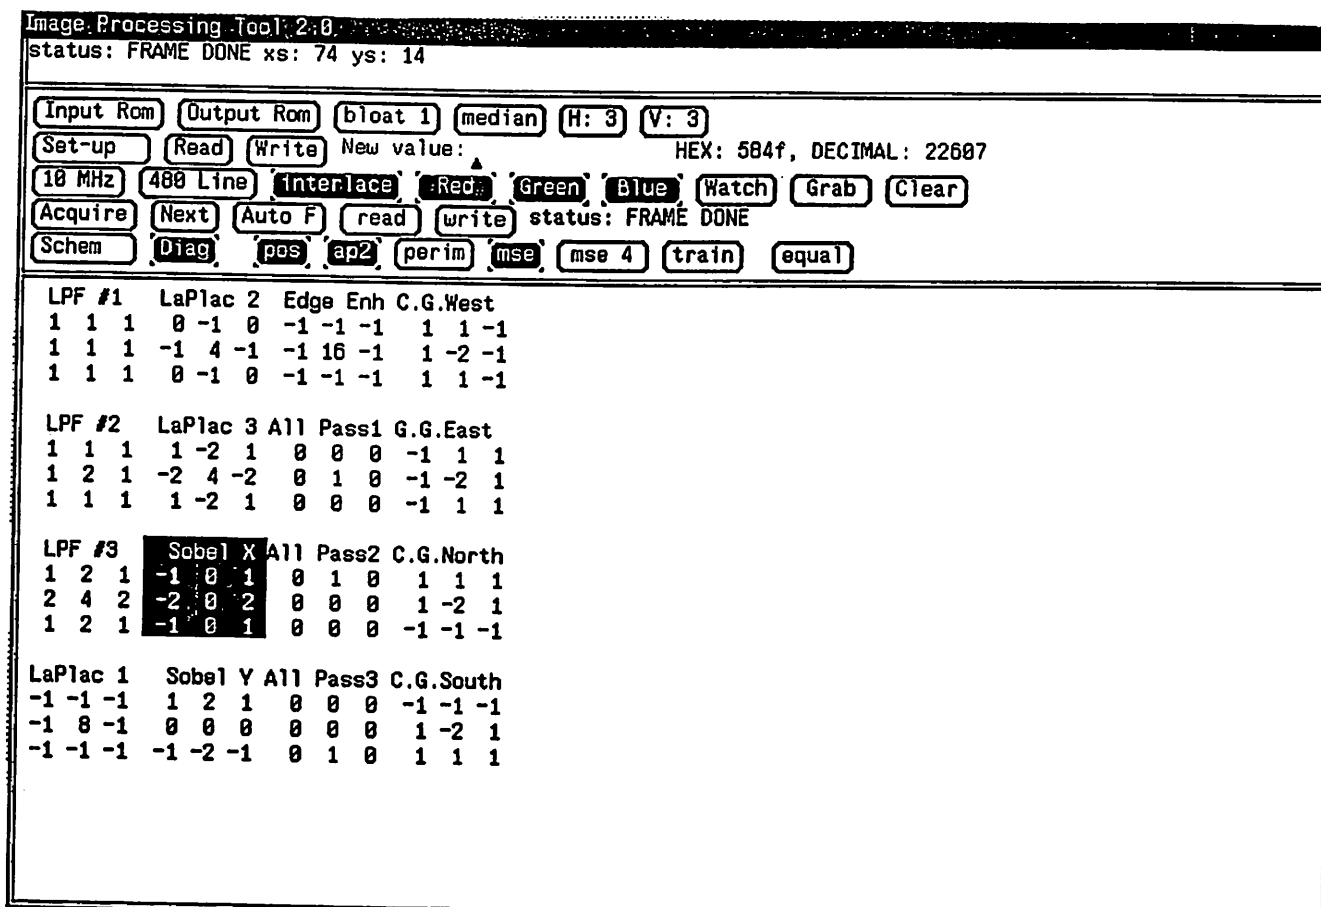 Image Processing Tool 2.0
status: FRAME DONE xs: 74 ys: 14
Input Rom Output Rom bloat 1 median H: 3 V: 3
Set-up Read Write New value: HEX: 584f, DECIMAL: 22607
10 MHz 480 Line interlace Red Green Blue Watch Grab Clear
Acquire Next Auto F read write status: FRAME DONE
Schem Diag pos ap2 perim mse mse 4 train equal
LPF #1 LaPlac 2 Edge Enh C.G.West
1 1 1 0 -1 0 -1 -1 -1 1 1 -1
1 1 1 -1 4 -1 -1 16 -1 1 -2 -1
1 1 1 0 -1 0 -1 -1 -1 1 1 -1
LPF #2 LaPlac 3 All Pass1 G.G.East
1 1 1 1 -2 1 0 0 0 -1 1 1
1 2 1 -2 4 -2 0 1 0 -1 -2 1
1 1 1 1 -2 1 0 0 0 -1 1 1
LPF #3 Sobel X All Pass2 C.G.North
1 2 1 -1 0 1 0 1 0 1 1 1
2 4 2 -2 0 2 0 0 0 1 -2 1
1 2 1 -1 0 1 0 0 0 -1 -1 -1
LaPlac 1 Sobel Y All Pass3 C.G.South
-1 -1 -1 1 2 1 0 0 0 -1 -1 -1
-1 8 -1 0 0 0 0 0 0 1 -2 1
-1 -1 -1 -1 -2 -1 0 1 0 1 1 1